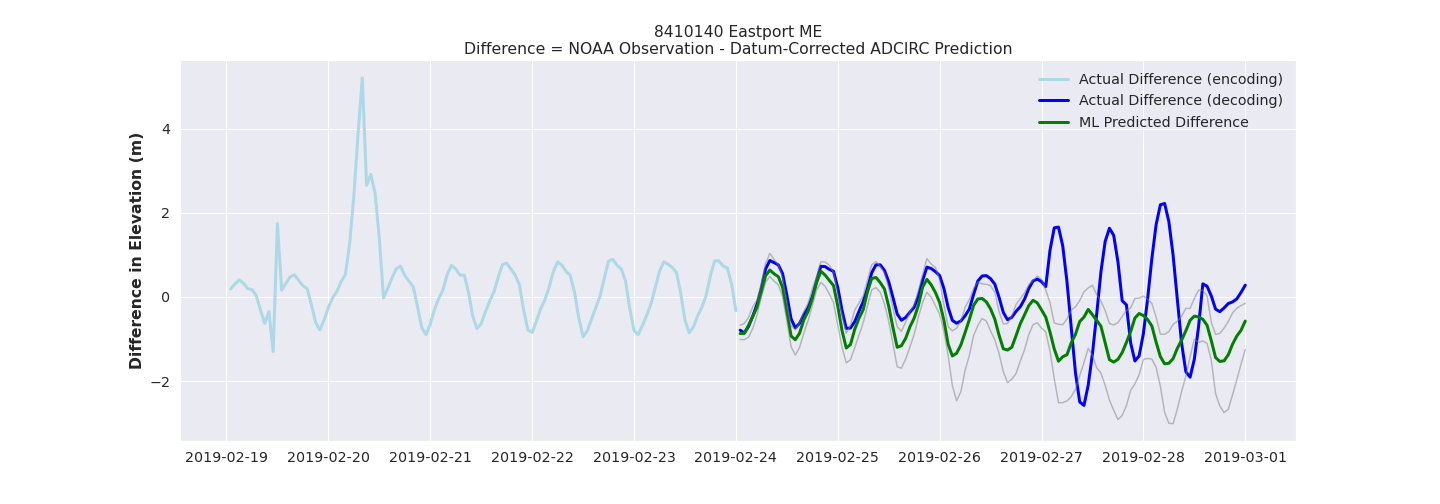 8410140 Eastport ME
Difference = NOAA Observation - Datum-Corrected ADCIRC Prediction
Actual Difference (encoding)
Actual Difference (decoding)
ML Predicted Difference
Difference in Elevation (m)
4
2
0
−2
2019-02-19 2019-02-20 2019-02-21 2019-02-22 2019-02-23 2019-02-24 2019-02-25 2019-02-26 2019-02-27 2019-02-28 2019-03-01